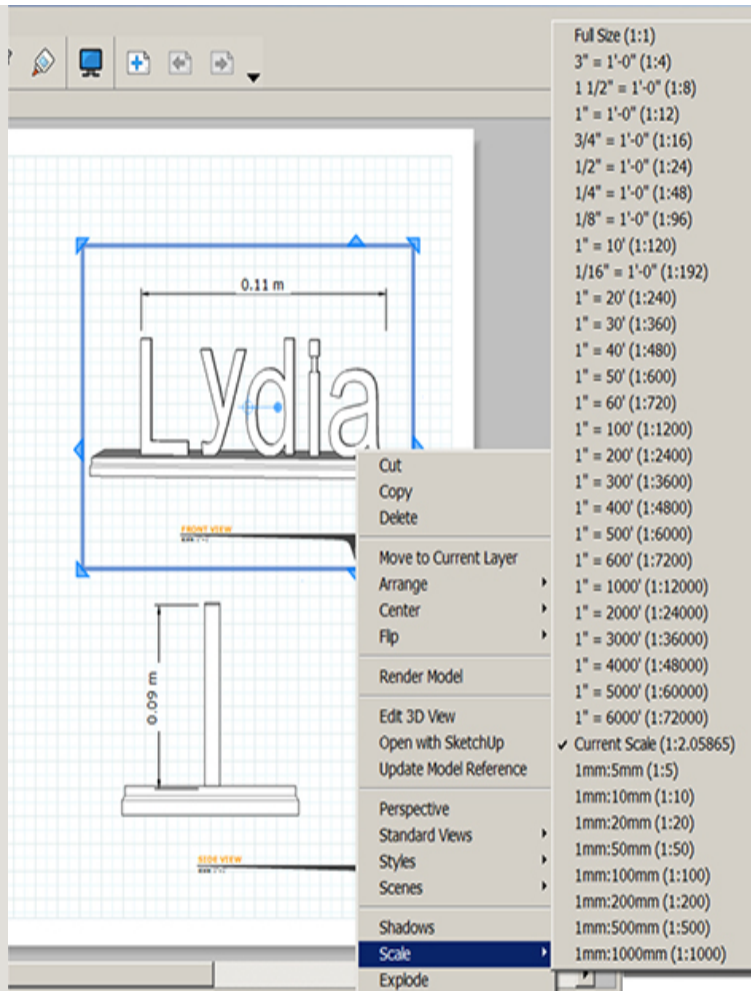 0.11 m
Lydia
FRONT VIEW
0.09 m
SIDE VIEW
Cut
Copy
Delete
Move to Current Layer
Arrange
Center
Flip
Render Model
Edit 3D View
Open with SketchUp
Update Model Reference
Perspective
Standard Views
Styles
Scenes
Shadows
Scale
Explode
Full Size (1:1)
3" = 1'-0" (1:4)
1 1/2" = 1'-0" (1:8)
1" = 1'-0" (1:12)
3/4" = 1'-0" (1:16)
1/2" = 1'-0" (1:24)
1/4" = 1'-0" (1:48)
1/8" = 1'-0" (1:96)
1" = 10' (1:120)
1/16" = 1'-0" (1:192)
1" = 20' (1:240)
1" = 30' (1:360)
1" = 40' (1:480)
1" = 50' (1:600)
1" = 60' (1:720)
1" = 100' (1:1200)
1" = 200' (1:2400)
1" = 300' (1:3600)
1" = 400' (1:4800)
1" = 500' (1:6000)
1" = 600' (1:7200)
1" = 1000' (1:12000)
1" = 2000' (1:24000)
1" = 3000' (1:36000)
1" = 4000' (1:48000)
1" = 5000' (1:60000)
1" = 6000' (1:72000)
Current Scale (1:2.05865)
1mm:5mm (1:5)
1mm:10mm (1:10)
1mm:20mm (1:20)
1mm:50mm (1:50)
1mm:100mm (1:100)
1mm:200mm (1:200)
1mm:500mm (1:500)
1mm:1000mm (1:1000)